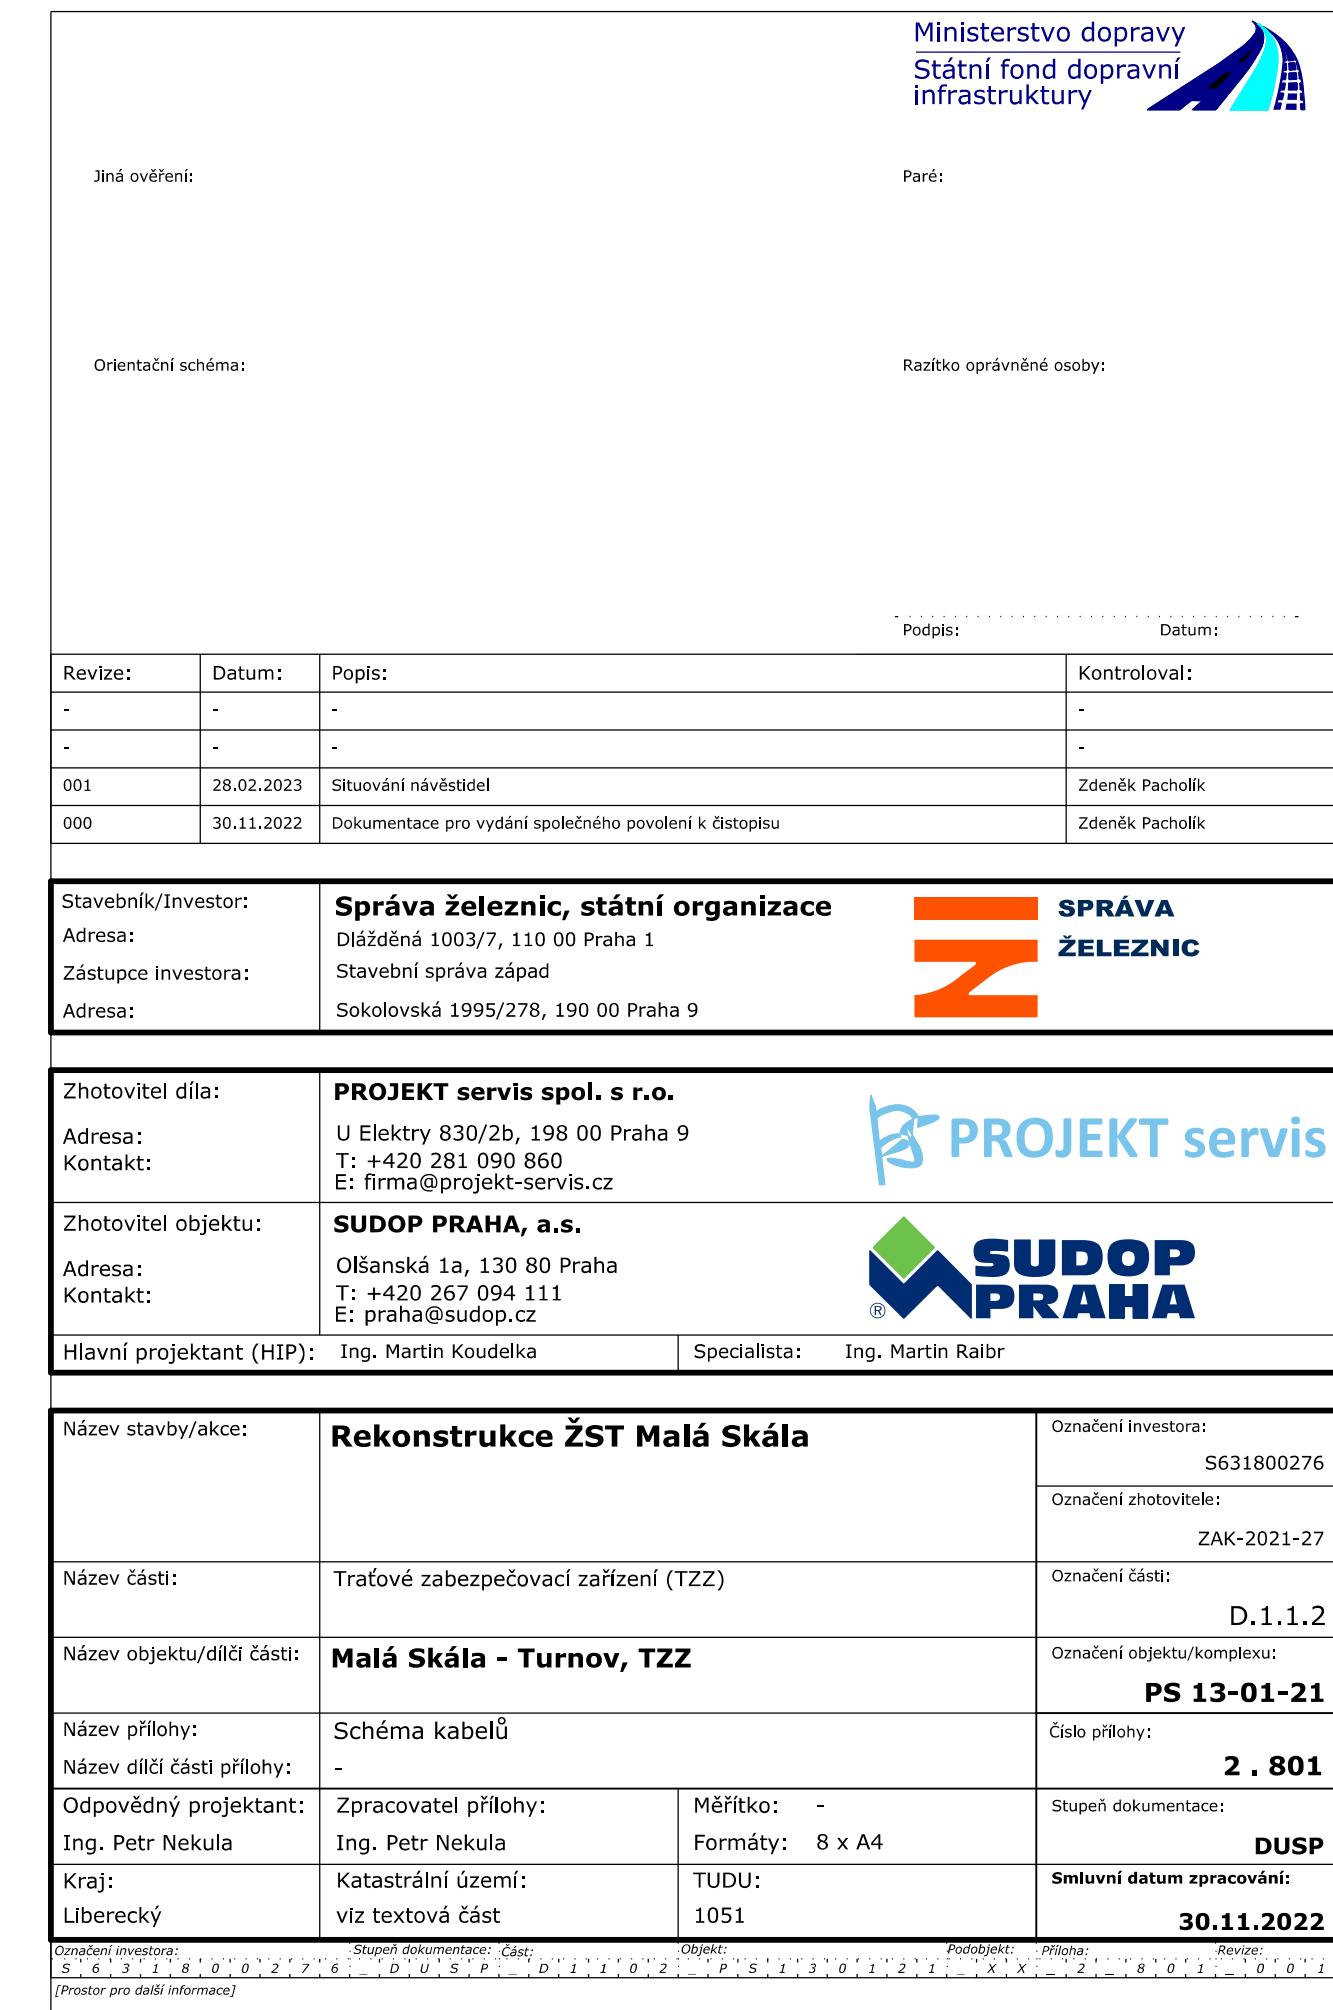 Ministerstvo dopravy
Státní fond dopravní
infrastruktury
Jiná ověření: Paré:
Orientační schéma: Razítko oprávněné osoby:
Podpis: Datum:
Revize: Datum: Popis: Kontroloval:
- - - -
- - - -
001 28.02.2023 Situování návěstidel Zdeněk Pacholík
000 30.11.2022 Dokumentace pro vydání společného povolení k čistopisu Zdeněk Pacholík
Stavebník/Investor: Správa železnic, státní organizace
Adresa: Dlážděná 1003/7, 110 00 Praha 1
Zástupce investora: Stavební správa západ
Adresa: Sokolovská 1995/278, 190 00 Praha 9
SPRÁVA
ŽELEZNIC
Zhotovitel díla: PROJEKT servis spol. s r.o.
Adresa: U Elektry 830/2b, 198 00 Praha 9
Kontakt: T: +420 281 090 860
E: firma@projekt-servis.cz
PROJEKT servis
Zhotovitel objektu: SUDOP PRAHA, a.s.
Adresa: Olšanská 1a, 130 80 Praha
Kontakt: T: +420 267 094 111
E: praha@sudop.cz
SUDOP
PRAHA
®
Hlavní projektant (HIP): Ing. Martin Koudelka Specialista: Ing. Martin Raibr
Název stavby/akce: Rekonstrukce ŽST Malá Skála Označení investora:
S631800276
Označení zhotovitele:
ZAK-2021-27
Název části: Traťové zabezpečovací zařízení (TZZ) Označení části:
D.1.1.2
Název objektu/dílči části: Malá Skála - Turnov, TZZ Označení objektu/komplexu:
PS 13-01-21
Název přílohy: Schéma kabelů Číslo přílohy:
Název dílčí části přílohy: - 2 . 801
Odpovědný projektant: Zpracovatel přílohy: Měřítko: - Stupeň dokumentace:
Ing. Petr Nekula Ing. Petr Nekula Formáty: 8 x A4 DUSP
Kraj: Katastrální území: TUDU: Smluvní datum zpracování:
Liberecký viz textová část 1051 30.11.2022
Označení investora: Stupeň dokumentace: Část: Objekt: Podobjekt: Příloha: Revize:
S 6 3 1 8 0 0 2 7 6 _ D U S P _ D 1 1 0 2 _ P S 1 3 0 1 2 1 _ X X _ 2 _ 8 0 1 _ 0 0 1
[Prostor pro další informace]